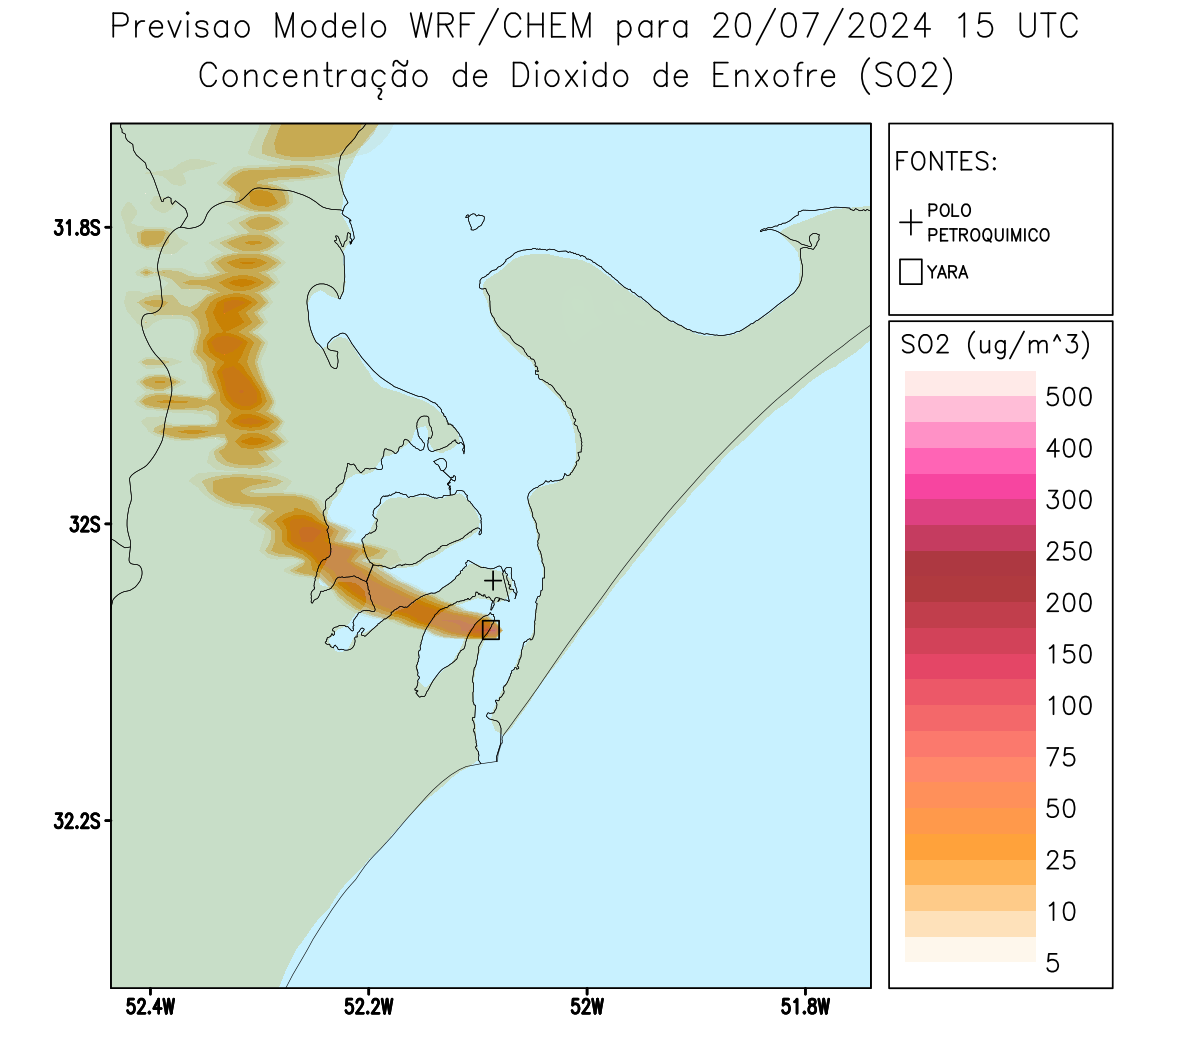 Previsao Modelo WRF/CHEM para 20/07/2024 15 UTC
Concentração de Dioxido de Enxofre (SO2)
FONTES:
POLO
PETROQUIMICO
YARA
SO2 (ug/m^3)
500
400
300
250
200
150
100
75
50
25
10
5
31.8S
32S
32.2S
52.4W
52.2W
52W
51.8W